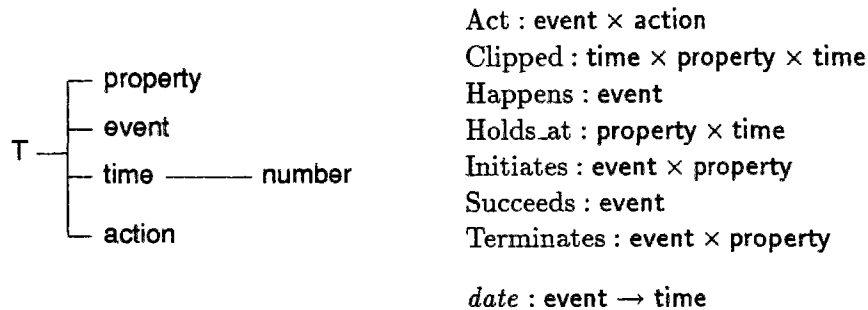 property
event
T
time number
action
Act : event × action
Clipped : time × property × time
Happens : event
Holds_at : property × time
Initiates : event × property
Succeeds : event
Terminates : event × property
date : event → time